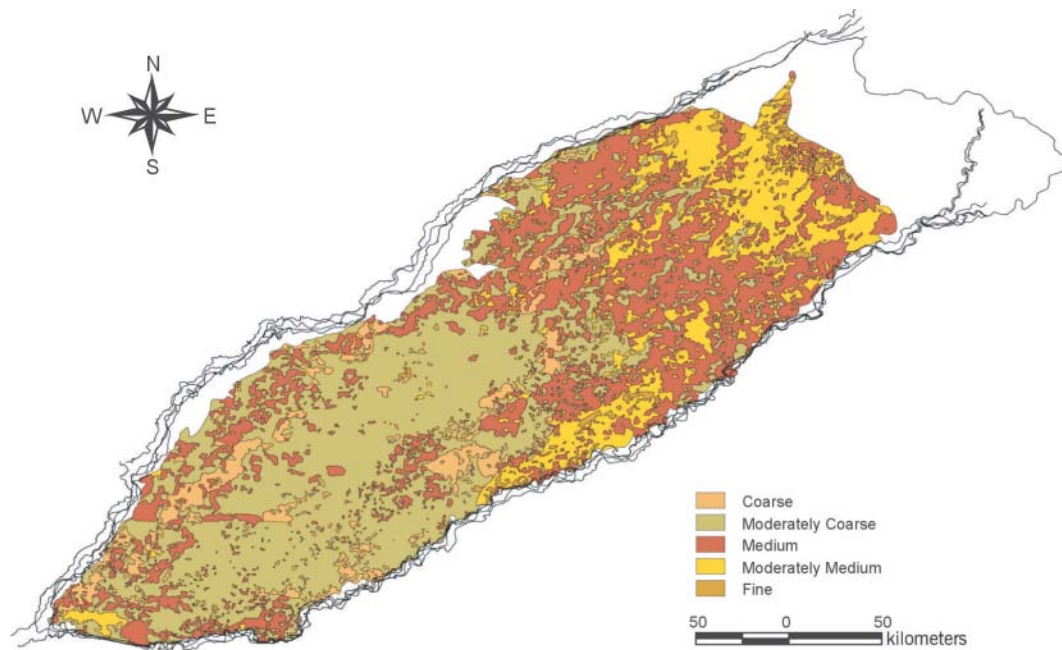 N
W E
S
Coarse
Moderately Coarse
Medium
Moderately Medium
Fine
50 0 50
kilometers